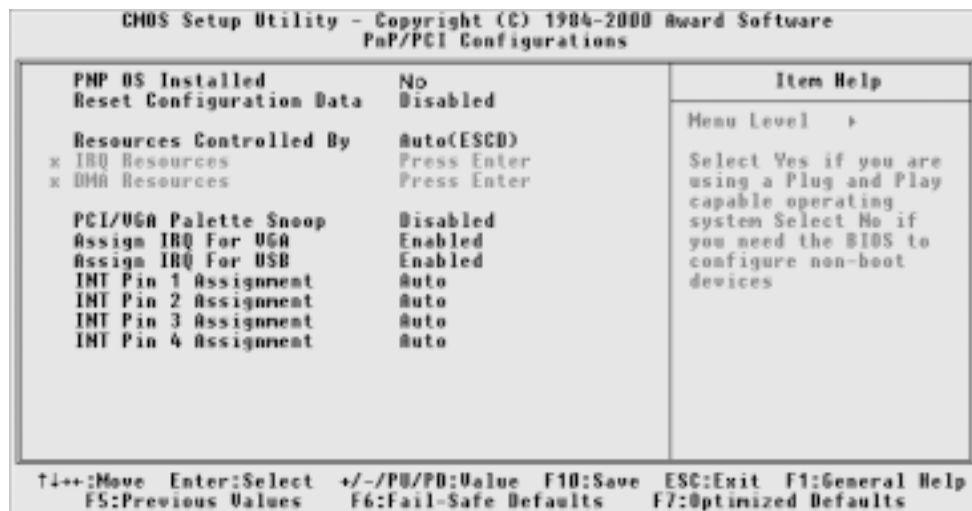 CMOS Setup Utility - Copyright (C) 1984-2000 Award Software
PnP/PCI Configurations
PNP OS Installed No
Reset Configuration Data Disabled
Resources Controlled By Auto(ESCD)
x IRQ Resources Press Enter
x DMA Resources Press Enter
PCI/VGA Palette Snoop Disabled
Assign IRQ For VGA Enabled
Assign IRQ For USB Enabled
INT Pin 1 Assignment Auto
INT Pin 2 Assignment Auto
INT Pin 3 Assignment Auto
INT Pin 4 Assignment Auto
Item Help
Menu Level ▸
Select Yes if you are
using a Plug and Play
capable operating
system Select No if
you need the BIOS to
configure non-boot
devices
↑↓→←:Move Enter:Select +/-/PU/PD:Value F10:Save ESC:Exit F1:General Help
F5:Previous Values F6:Fail-Safe Defaults F7:Optimized Defaults